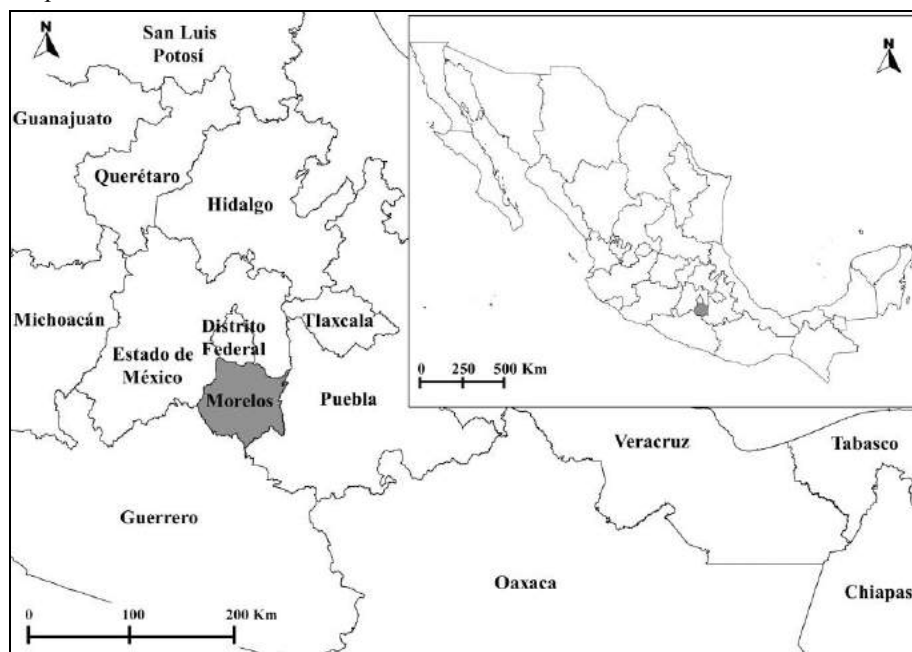 N
San Luis
Potosí
Guanajuato
Querétaro
Hidalgo
Michoacán
Distrito
Federal
Tlaxcala
Estado de
México
Morelos
Puebla
Guerrero
Oaxaca
Veracruz
Tabasco
Chiapas
0 100 200 Km
N
0 250 500 Km